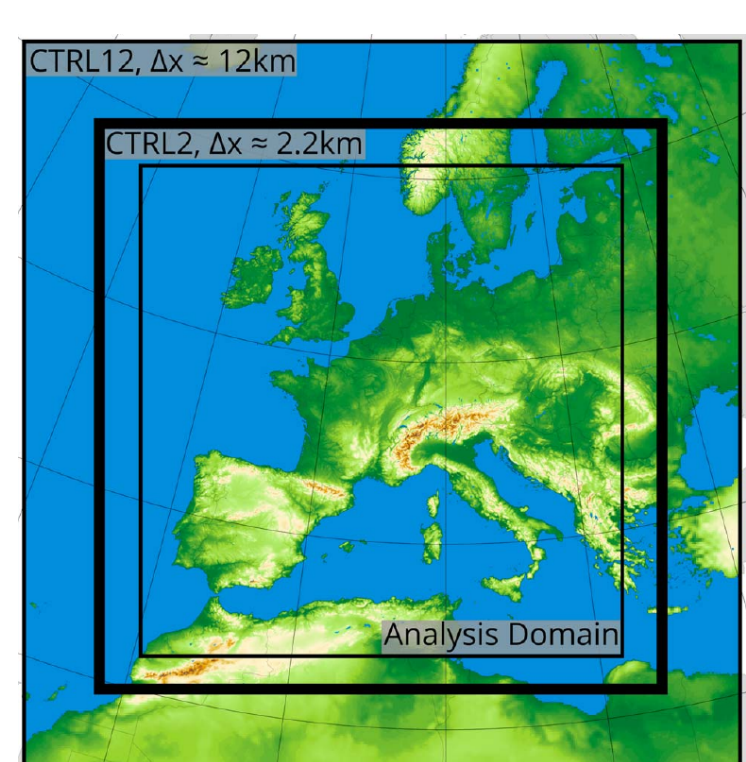 CTRL12, Δx ≈ 12km
CTRL2, Δx ≈ 2.2km
Analysis Domain